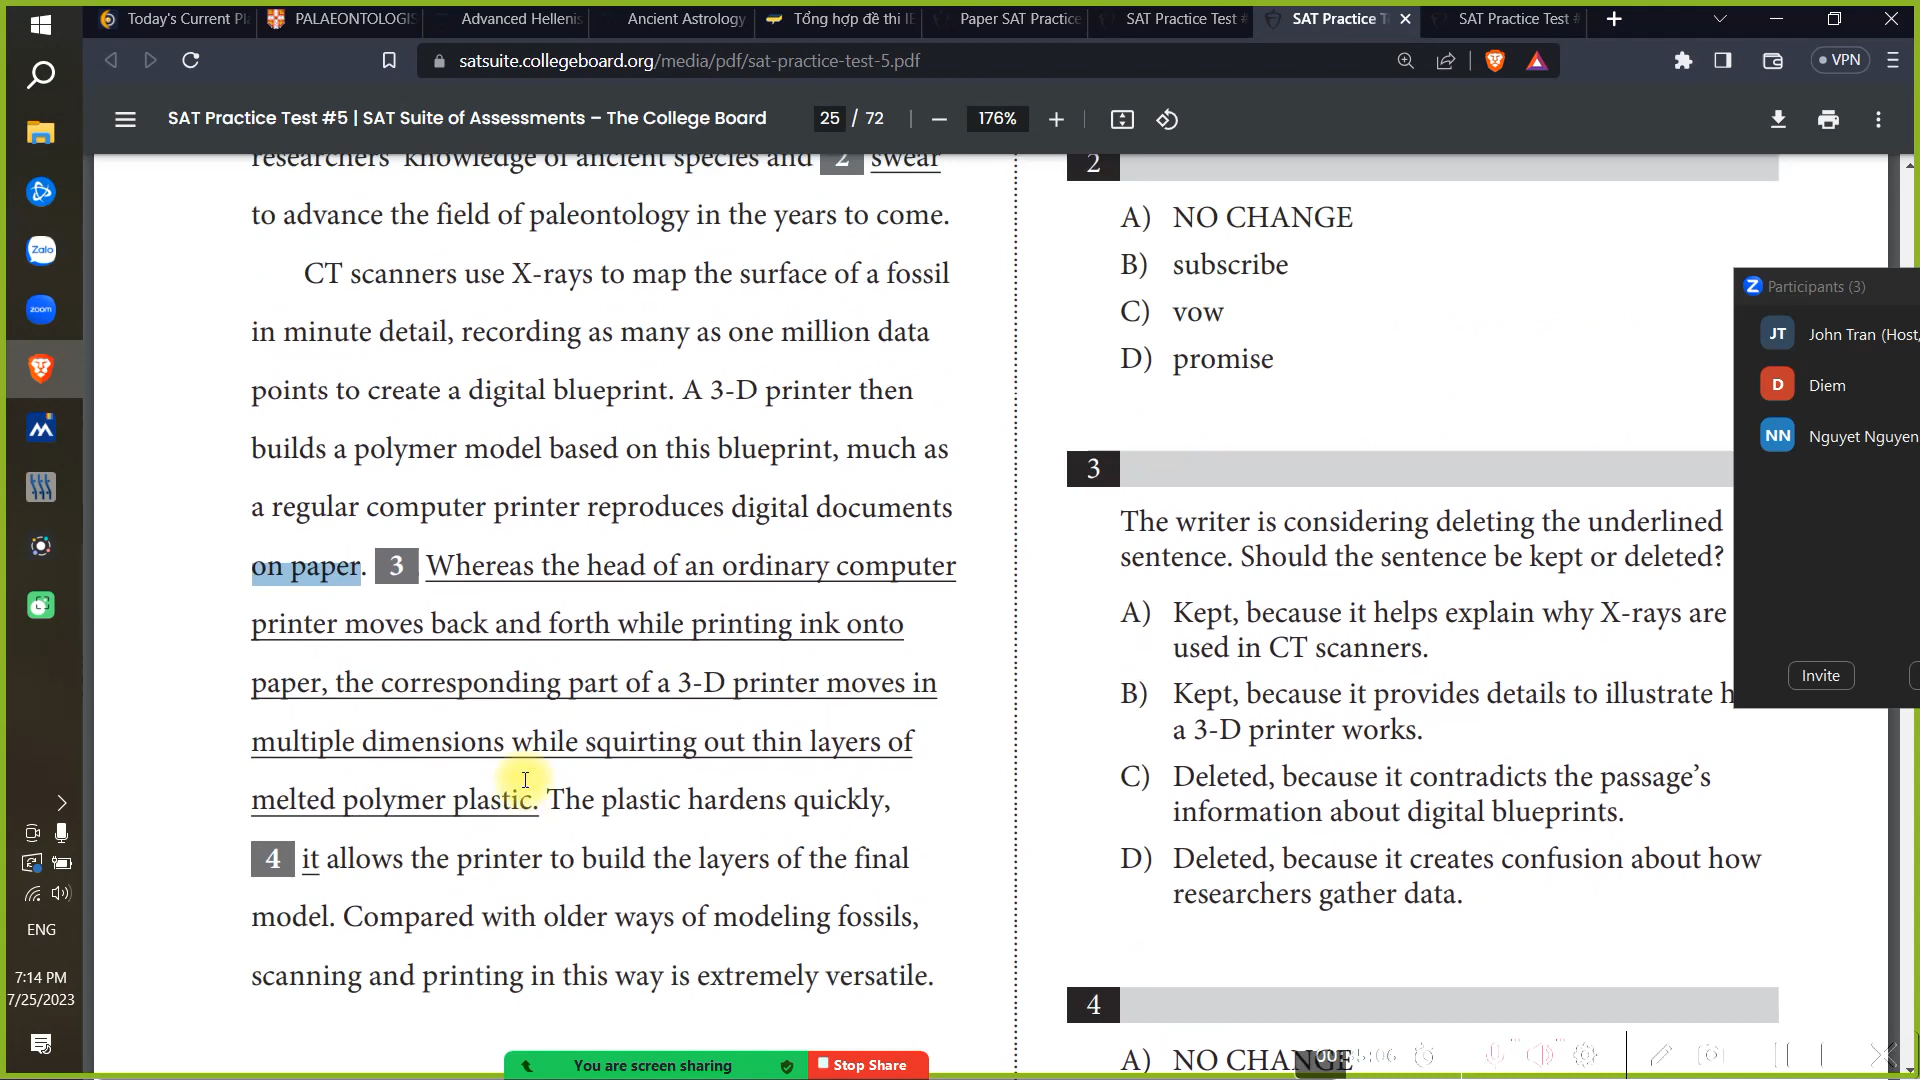 Today's Current Pl
PALAEONTOLOGIS
Advanced Hellenis
Ancient Astrology
Tổng hợp đề thi IE
Paper SAT Practice
SAT Practice Test #
SAT Practice T
SAT Practice Test #
satsuite.collegeboard.org/media/pdf/sat-practice-test-5.pdf
VPN
SAT Practice Test #5 | SAT Suite of Assessments – The College Board
25 / 72
176%
researchers' knowledge of ancient species and 2 swear
to advance the field of paleontology in the years to come.
CT scanners use X-rays to map the surface of a fossil
in minute detail, recording as many as one million data
points to create a digital blueprint. A 3-D printer then
builds a polymer model based on this blueprint, much as
a regular computer printer reproduces digital documents
on paper. 3 Whereas the head of an ordinary computer
printer moves back and forth while printing ink onto
paper, the corresponding part of a 3-D printer moves in
multiple dimensions while squirting out thin layers of
melted polymer plastic. The plastic hardens quickly,
4 it allows the printer to build the layers of the final
model. Compared with older ways of modeling fossils,
scanning and printing in this way is extremely versatile.
2
A) NO CHANGE
B) subscribe
C) vow
D) promise
3
The writer is considering deleting the underlined
sentence. Should the sentence be kept or deleted?
A) Kept, because it helps explain why X-rays are
used in CT scanners.
B) Kept, because it provides details to illustrate h
a 3-D printer works.
C) Deleted, because it contradicts the passage's
information about digital blueprints.
D) Deleted, because it creates confusion about how
researchers gather data.
4
A) NO CHANGE
Participants (3)
JT John Tran (Host,
D Diem
NN Nguyet Nguyen
Invite
Zalo
zoom
ENG
7:14 PM
7/25/2023
You are screen sharing
Stop Share